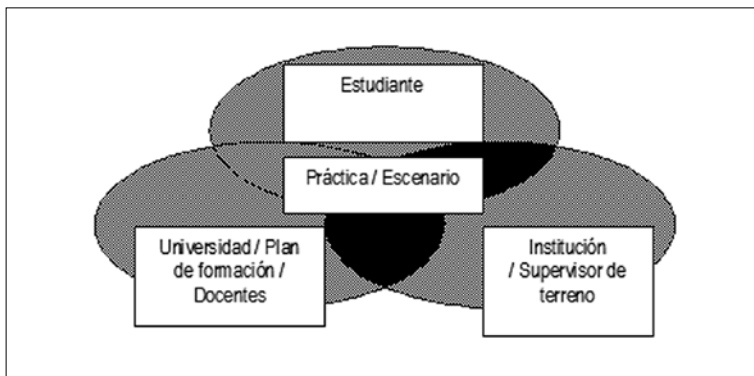 Estudiante
Práctica / Escenario
Universidad / Plan
de formación /
Docentes
Institución
/ Supervisor de
terreno